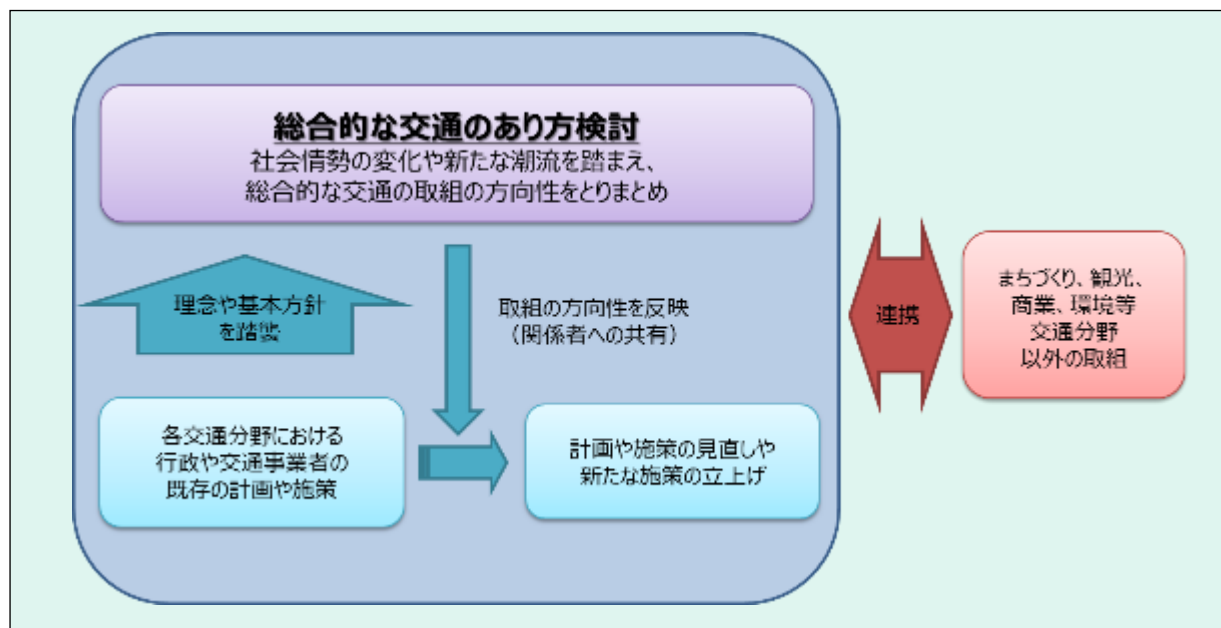 総合的な交通のあり方検討
社会情勢の変化や新たな潮流を踏まえ、
総合的な交通の取組の方向性をとりまとめ
理念や基本方針
を踏襲
取組の方向性を反映
（関係者への共有）
各交通分野における
行政や交通事業者の
既存の計画や施策
計画や施策の見直しや
新たな施策の立上げ
連携
まちづくり、観光、
商業、環境等
交通分野
以外の取組